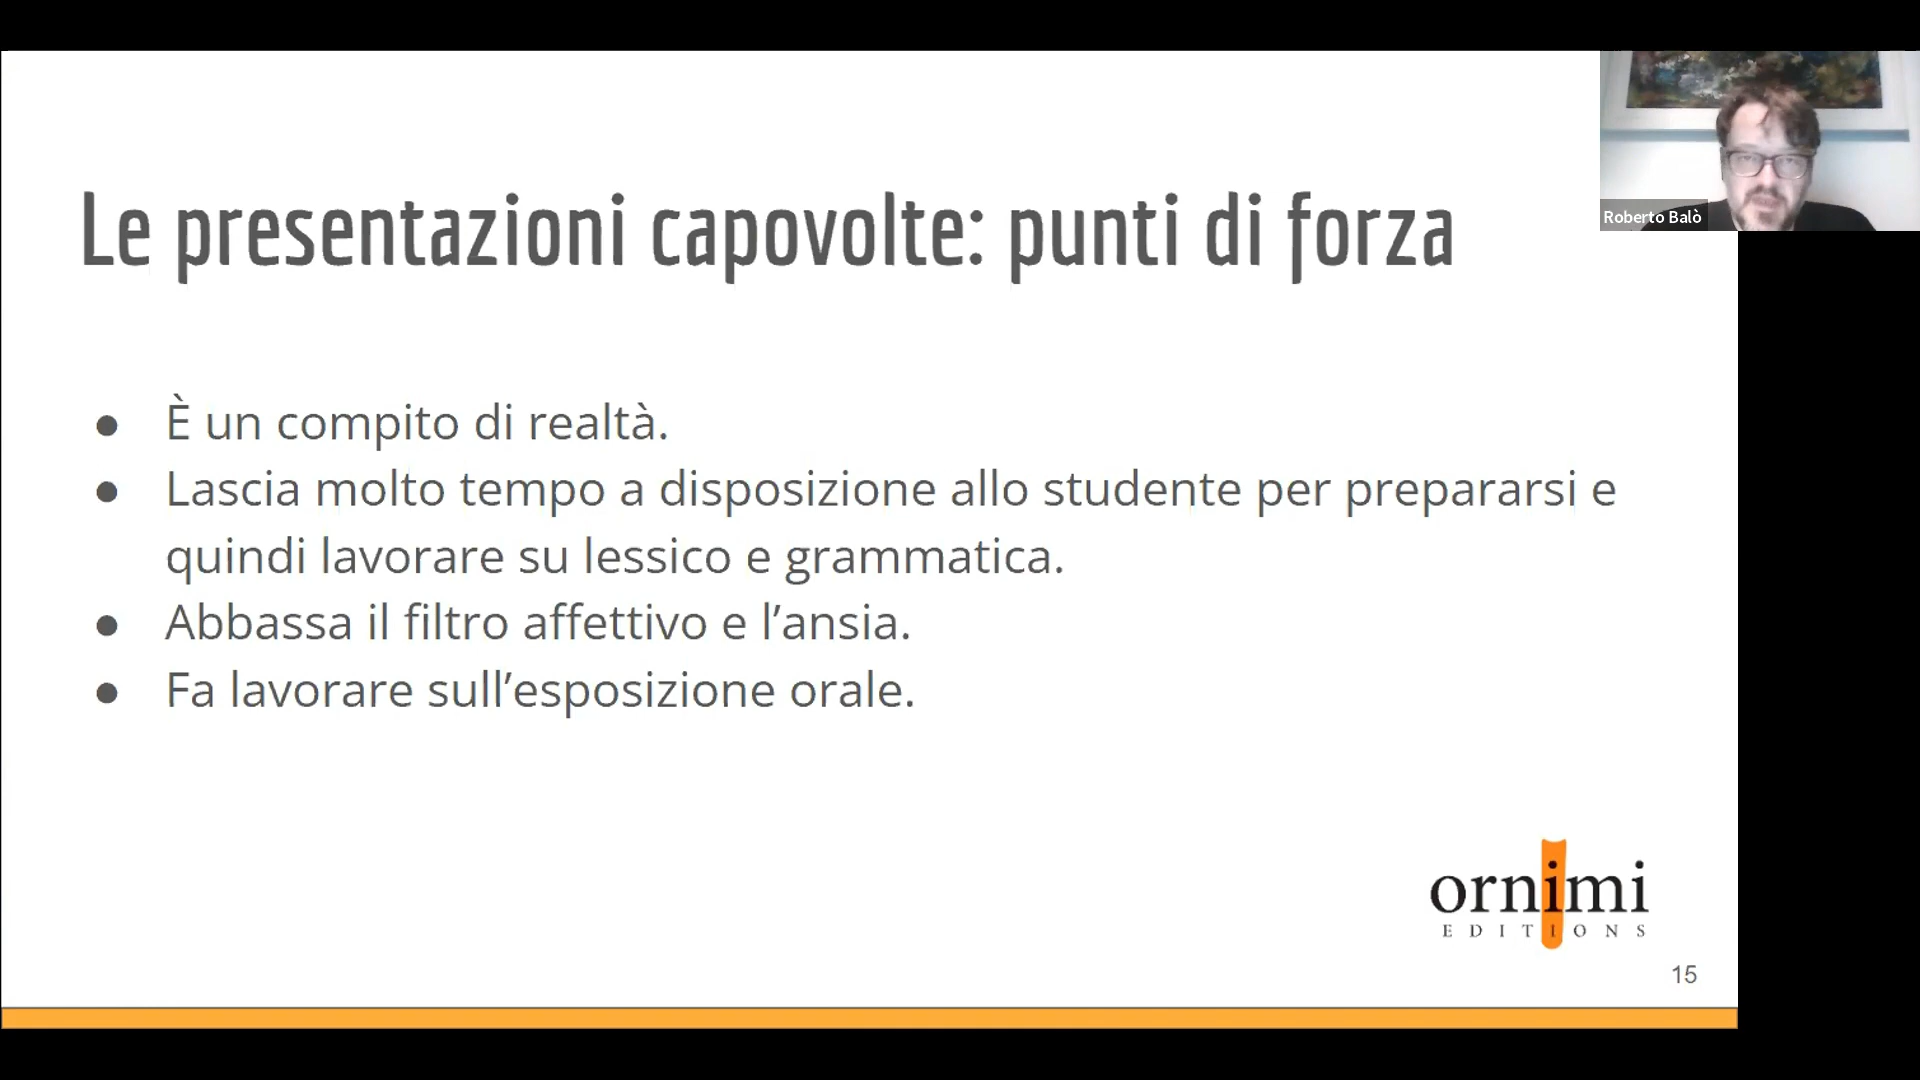 Le presentazioni capovolte: punti di forza
Roberto Balò
● È un compito di realtà.
● Lascia molto tempo a disposizione allo studente per prepararsi e
quindi lavorare su lessico e grammatica.
● Abbassa il filtro affettivo e l’ansia.
● Fa lavorare sull’esposizione orale.
ornimi
EDITIONS
15